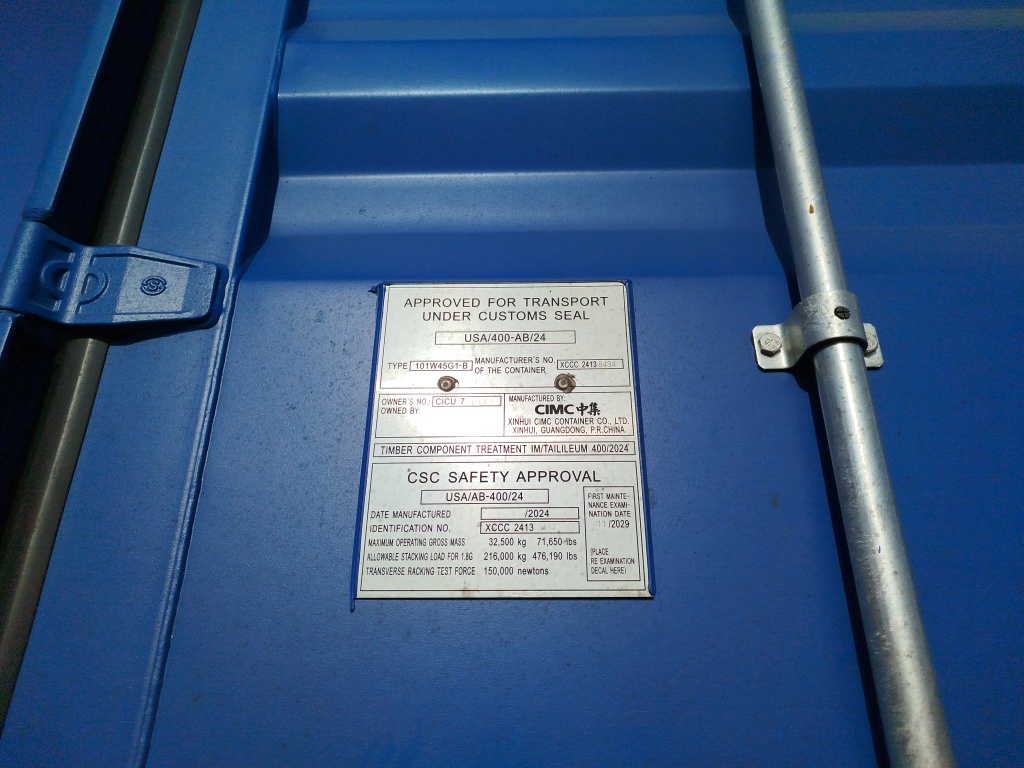 APPROVED FOR TRANSPORT
UNDER CUSTOMS SEAL
USA/400-AB/24
TYPE 101W45G1-B MANUFACTURER'S NO. OF THE CONTAINER XCCC 2413
OWNER'S NO.: CICU 7
OWNED BY:
MANUFACTURED BY:
CIMC中集
XINHUI CIMC CONTAINER CO., LTD.
XINHUI, GUANGDONG, P.R.CHINA
TIMBER COMPONENT TREATMENT IM/TAILILEUM 400/2024
CSC SAFETY APPROVAL
USA/AB-400/24
DATE MANUFACTURED /2024
IDENTIFICATION NO. XCCC 2413
MAXIMUM OPERATING GROSS MASS 32,500 kg 71,650 lbs
ALLOWABLE STACKING LOAD FOR 1.8G 216,000 kg 476,190 lbs
TRANSVERSE RACKING TEST FORCE 150,000 newtons
FIRST MAINTE-
NANCE EXAMI-
NATION DATE
/2029
(PLACE
RE EXAMINATION
DECAL HERE)